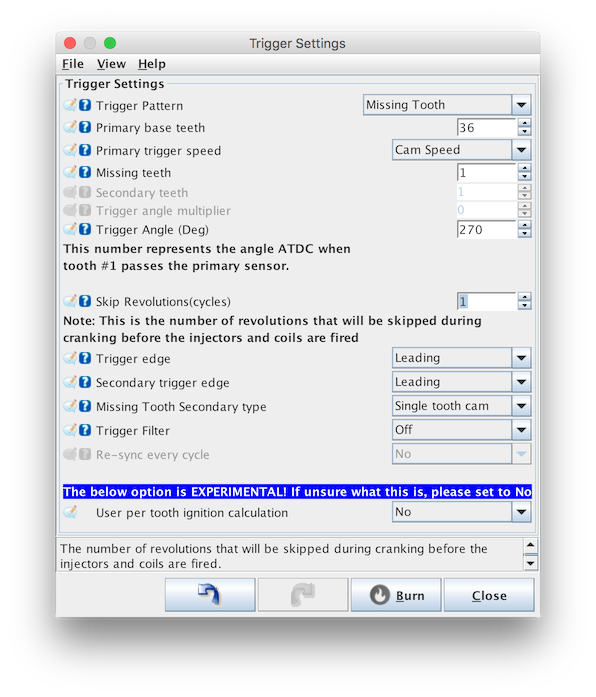 Trigger Settings
File View Help
Trigger Settings
Trigger Pattern Missing Tooth
Primary base teeth 36
Primary trigger speed Cam Speed
Missing teeth 1
Secondary teeth 1
Trigger angle multiplier 0
Trigger Angle (Deg) 270
This number represents the angle ATDC when
tooth #1 passes the primary sensor.
Skip Revolutions(cycles) 1
Note: This is the number of revolutions that will be skipped during
cranking before the injectors and coils are fired
Trigger edge Leading
Secondary trigger edge Leading
Missing Tooth Secondary type Single tooth cam
Trigger Filter Off
Re-sync every cycle No
The below option is EXPERIMENTAL! If unsure what this is, please set to No
User per tooth ignition calculation No
The number of revolutions that will be skipped during cranking before the
injectors and coils are fired.
Burn Close